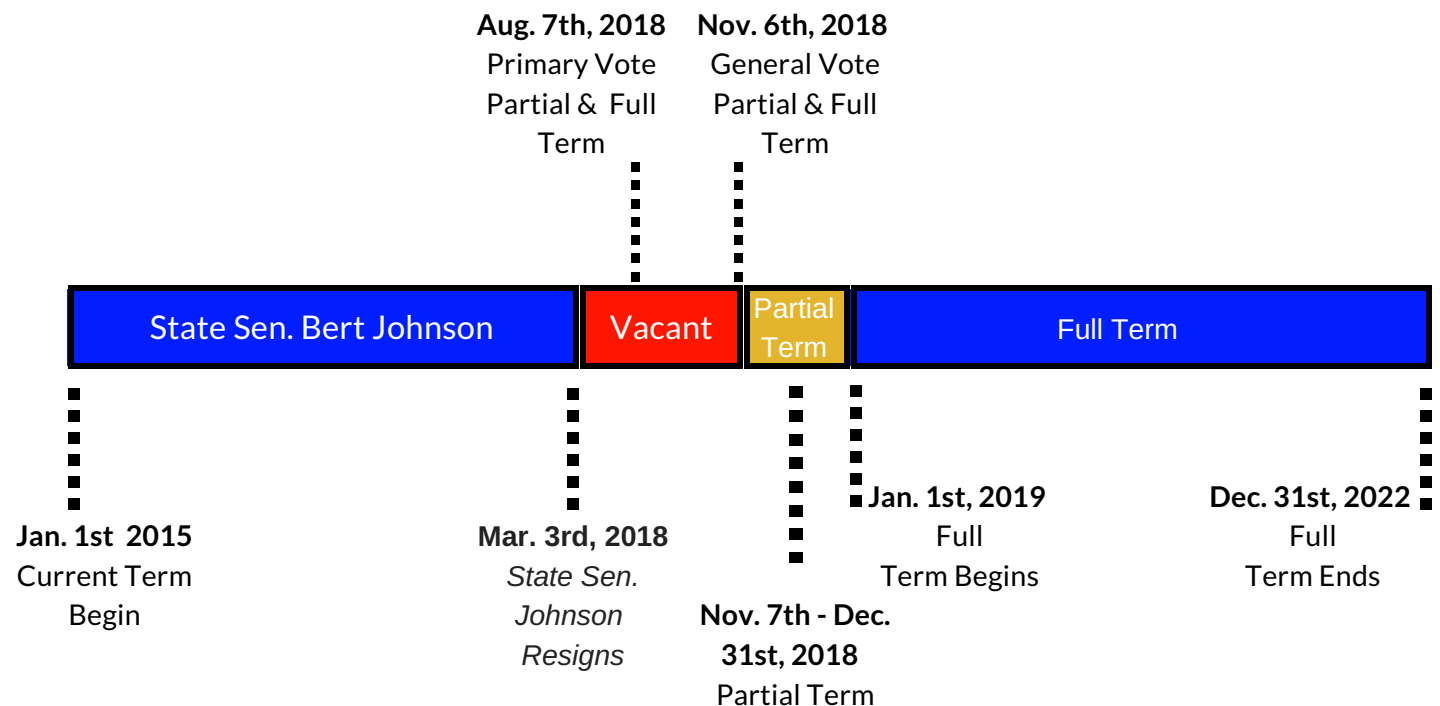 Aug. 7th, 2018
Primary Vote
Partial & Full
Term
Nov. 6th, 2018
General Vote
Partial & Full
Term
State Sen. Bert Johnson
Vacant
Partial
Term
Full Term
Jan. 1st 2015
Current Term
Begin
Mar. 3rd, 2018
State Sen.
Johnson
Resigns
Nov. 7th - Dec.
31st, 2018
Partial Term
Jan. 1st, 2019
Full
Term Begins
Dec. 31st, 2022
Full
Term Ends